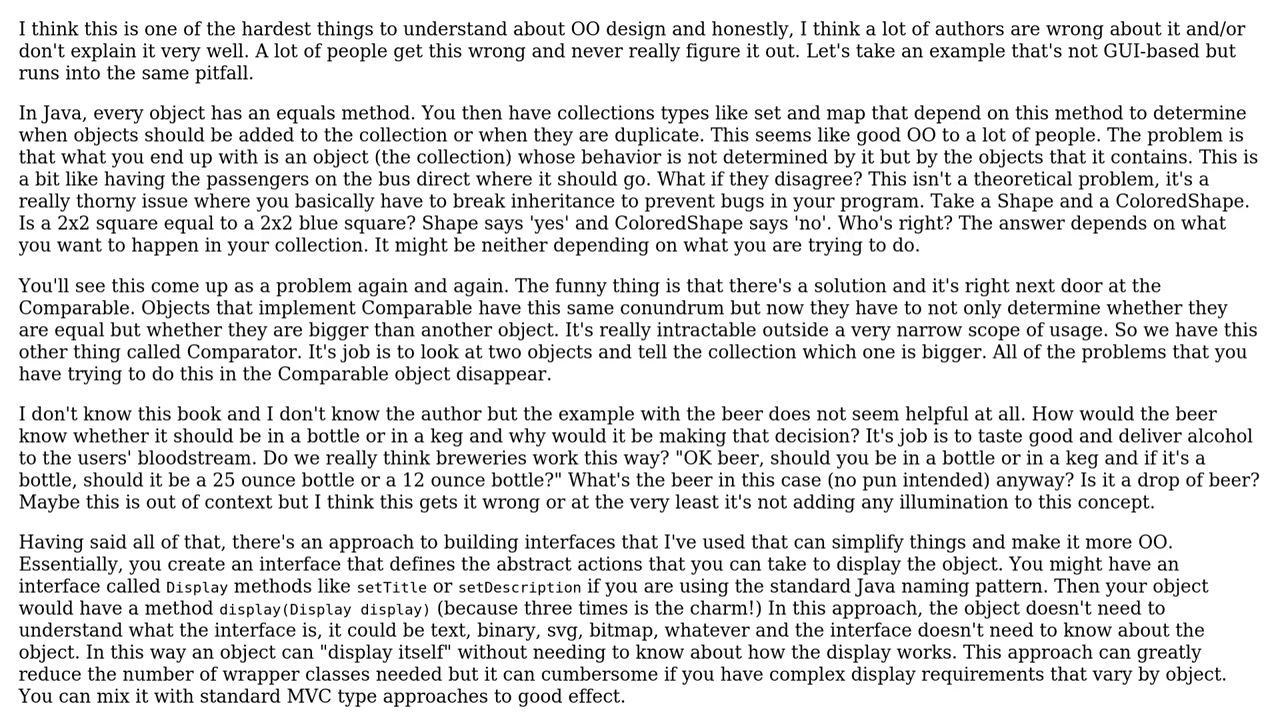 I think this is one of the hardest things to understand about OO design and honestly, I think a lot of authors are wrong about it and/or
don't explain it very well. A lot of people get this wrong and never really figure it out. Let's take an example that's not GUI-based but
runs into the same pitfall.
In Java, every object has an equals method. You then have collections types like set and map that depend on this method to determine
when objects should be added to the collection or when they are duplicate. This seems like good OO to a lot of people. The problem is
that what you end up with is an object (the collection) whose behavior is not determined by it but by the objects that it contains. This is
a bit like having the passengers on the bus direct where it should go. What if they disagree? This isn't a theoretical problem, it's a
really thorny issue where you basically have to break inheritance to prevent bugs in your program. Take a Shape and a ColoredShape.
Is a 2x2 square equal to a 2x2 blue square? Shape says 'yes' and ColoredShape says 'no'. Who's right? The answer depends on what
you want to happen in your collection. It might be neither depending on what you are trying to do.
You'll see this come up as a problem again and again. The funny thing is that there's a solution and it's right next door at the
Comparable. Objects that implement Comparable have this same conundrum but now they have to not only determine whether they
are equal but whether they are bigger than another object. It's really intractable outside a very narrow scope of usage. So we have this
other thing called Comparator. It's job is to look at two objects and tell the collection which one is bigger. All of the problems that you
have trying to do this in the Comparable object disappear.
I don't know this book and I don't know the author but the example with the beer does not seem helpful at all. How would the beer
know whether it should be in a bottle or in a keg and why would it be making that decision? It's job is to taste good and deliver alcohol
to the users' bloodstream. Do we really think breweries work this way? "OK beer, should you be in a bottle or in a keg and if it's a
bottle, should it be a 25 ounce bottle or a 12 ounce bottle?" What's the beer in this case (no pun intended) anyway? Is it a drop of beer?
Maybe this is out of context but I think this gets it wrong or at the very least it's not adding any illumination to this concept.
Having said all of that, there's an approach to building interfaces that I've used that can simplify things and make it more OO.
Essentially, you create an interface that defines the abstract actions that you can take to display the object. You might have an
interface called Display methods like setTitle or setDescription if you are using the standard Java naming pattern. Then your object
would have a method display(Display display) (because three times is the charm!) In this approach, the object doesn't need to
understand what the interface is, it could be text, binary, svg, bitmap, whatever and the interface doesn't need to know about the
object. In this way an object can "display itself" without needing to know about how the display works. This approach can greatly
reduce the number of wrapper classes needed but it can cumbersome if you have complex display requirements that vary by object.
You can mix it with standard MVC type approaches to good effect.